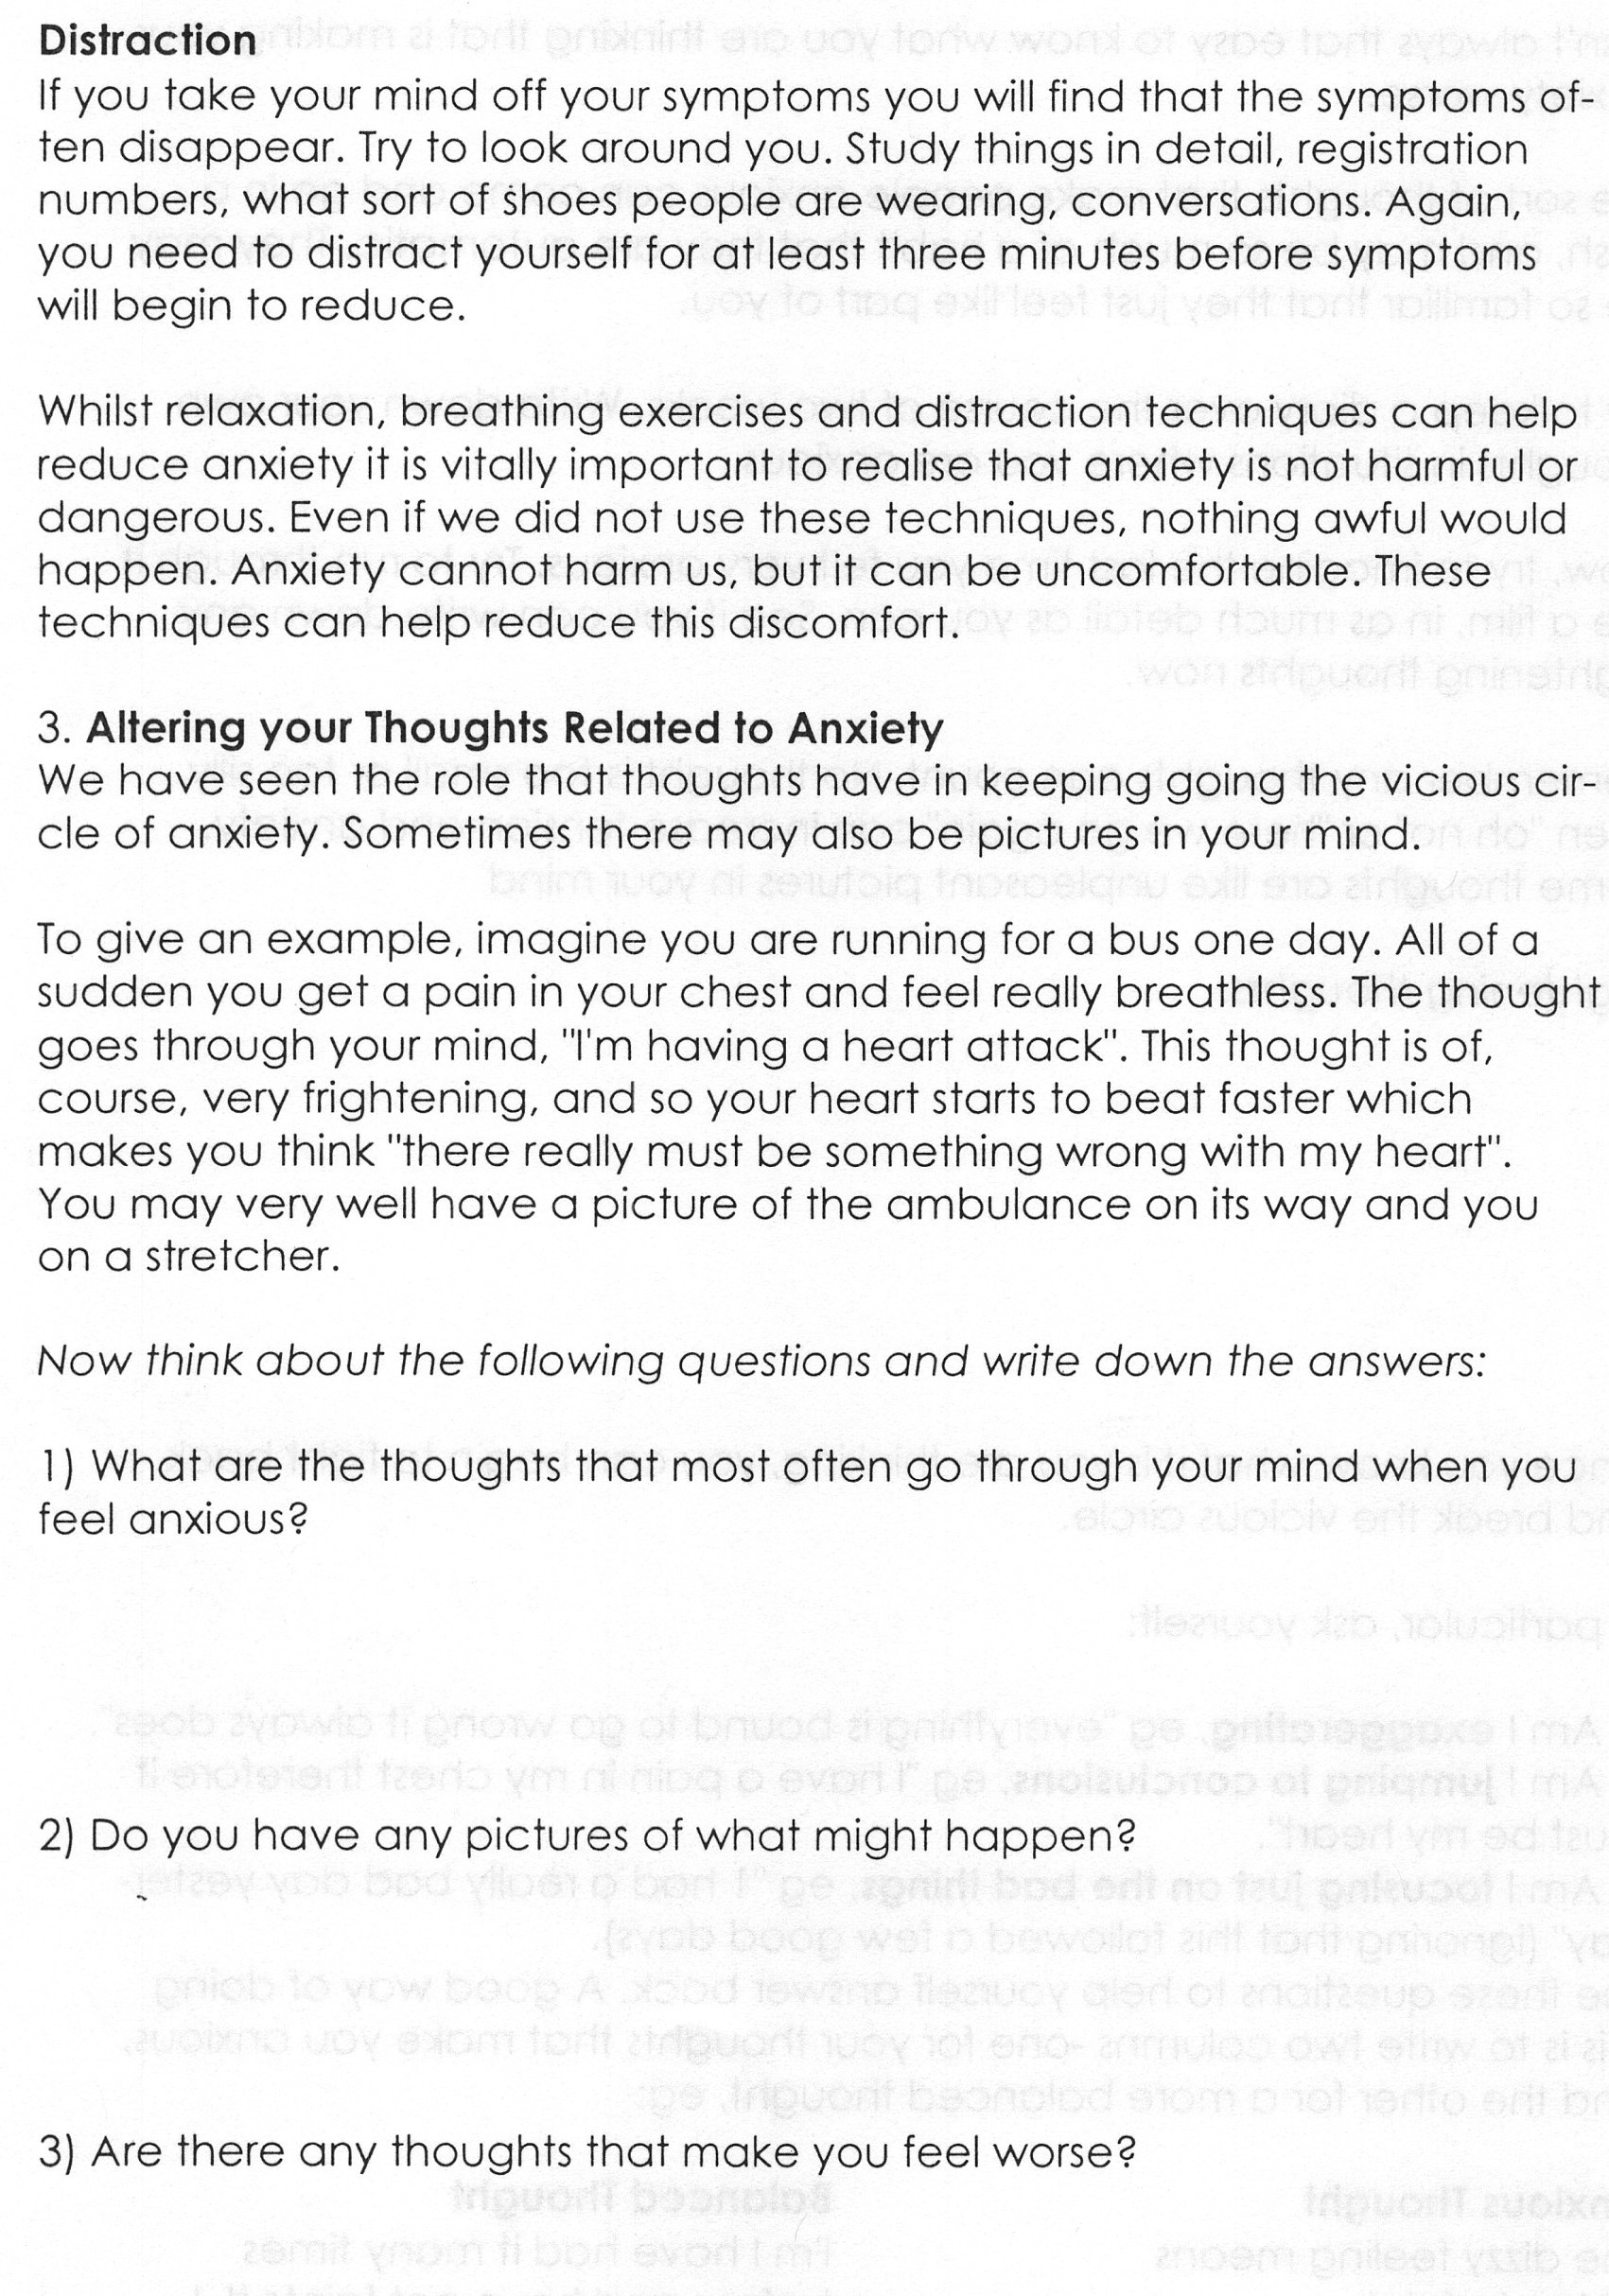 Distraction
If you take your mind off your symptoms you will find that the symptoms of-
ten disappear. Try to look around you. Study things in detail, registration
numbers, what sort of shoes people are wearing, conversations. Again,
you need to distract yourself for at least three minutes before symptoms
will begin to reduce.
Whilst relaxation, breathing exercises and distraction techniques can help
reduce anxiety it is vitally important to realise that anxiety is not harmful or
dangerous. Even if we did not use these techniques, nothing awful would
happen. Anxiety cannot harm us, but it can be uncomfortable. These
techniques can help reduce this discomfort.
3. Altering your Thoughts Related to Anxiety
We have seen the role that thoughts have in keeping going the vicious cir-
cle of anxiety. Sometimes there may also be pictures in your mind.
To give an example, imagine you are running for a bus one day. All of a
sudden you get a pain in your chest and feel really breathless. The thought
goes through your mind, "I'm having a heart attack". This thought is of,
course, very frightening, and so your heart starts to beat faster which
makes you think "there really must be something wrong with my heart".
You may very well have a picture of the ambulance on its way and you
on a stretcher.
Now think about the following questions and write down the answers:
1) What are the thoughts that most often go through your mind when you
feel anxious?
2) Do you have any pictures of what might happen?
3) Are there any thoughts that make you feel worse?